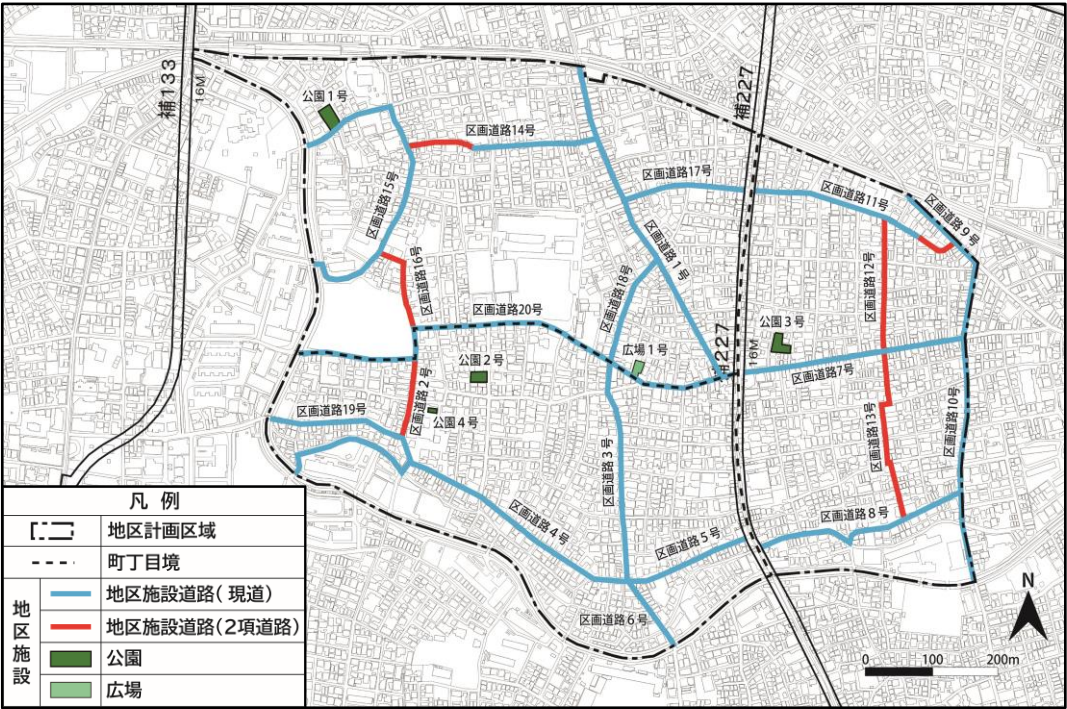 補133
16M
公園1号
区画道路14号
区画道路15号
区画道路16号
区画道路17号
補227
区画道路11号
区画道路9号
区画道路1号
区画道路18号
区画道路12号
区画道路20号
広場1号
補227
16M
公園3号
区画道路7号
公園2号
区画道路2号
公園4号
区画道路19号
区画道路3号
区画道路13号
区画道路10号
区画道路4号
区画道路5号
区画道路8号
区画道路6号
凡例
地区計画区域
町丁目境
地区施設
地区施設道路(現道)
地区施設道路(2項道路)
公園
広場
N
0 100 200m